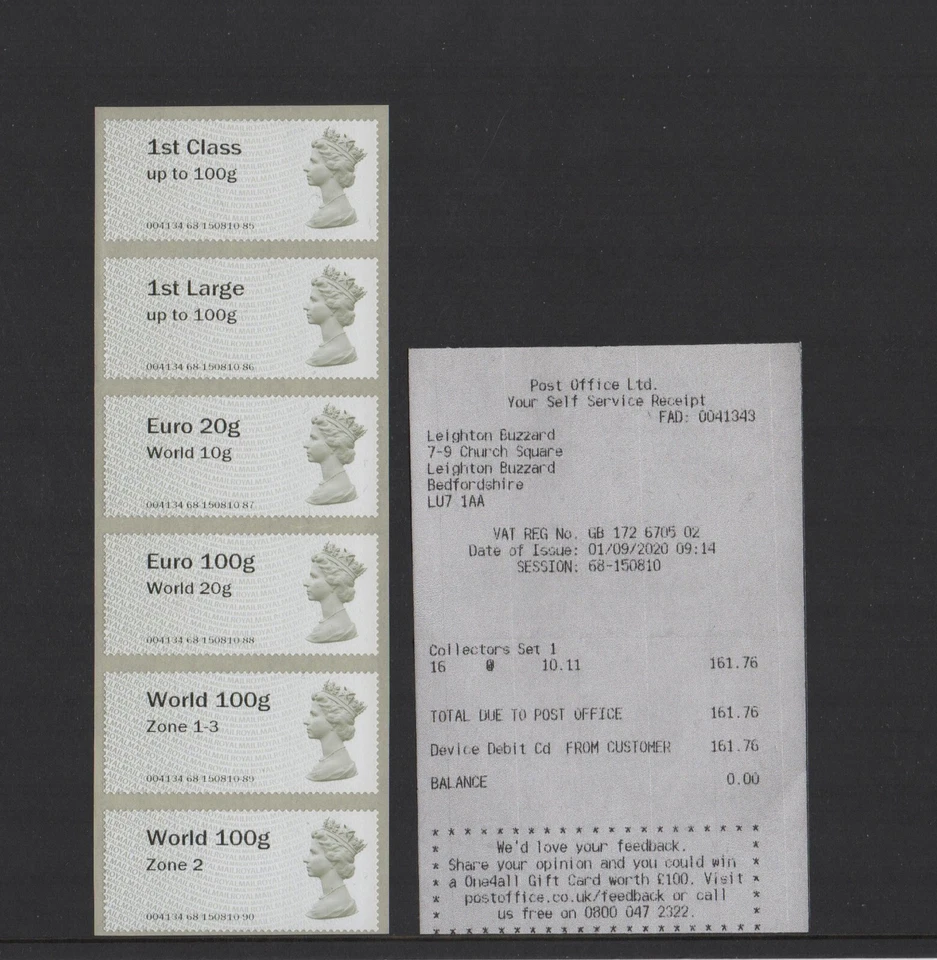 1st Class
up to 100g
004134 68 150810 85
1st Large
up to 100g
004134 68 150810 86
Euro 20g
World 10g
004134 68 150810 87
Euro 100g
World 20g
004134 68 150810 88
World 100g
Zone 1-3
004134 68 150810 89
World 100g
Zone 2
004134 68 150810 90
Post Office Ltd.
Your Self Service Receipt
FAD: 0041343
Leighton Buzzard
7-9 Church Square
Leighton Buzzard
Bedfordshire
LU7 1AA
VAT REG No. GB 172 6705 02
Date of Issue: 01/09/2020 09:14
SESSION: 68-150810
Collectors Set 1
16 @ 10.11 161.76
TOTAL DUE TO POST OFFICE 161.76
Device Debit Cd FROM CUSTOMER 161.76
BALANCE 0.00
* * * * * * * * * * * * * * * * * * * * *
* We'd love your feedback. *
* Share your opinion and you could win *
* a One4all Gift Card worth £100. Visit *
* postoffice.co.uk/feedback or call *
* us free on 0800 047 2322. *
* * * * * * * * * * * * * * * * * * * * *